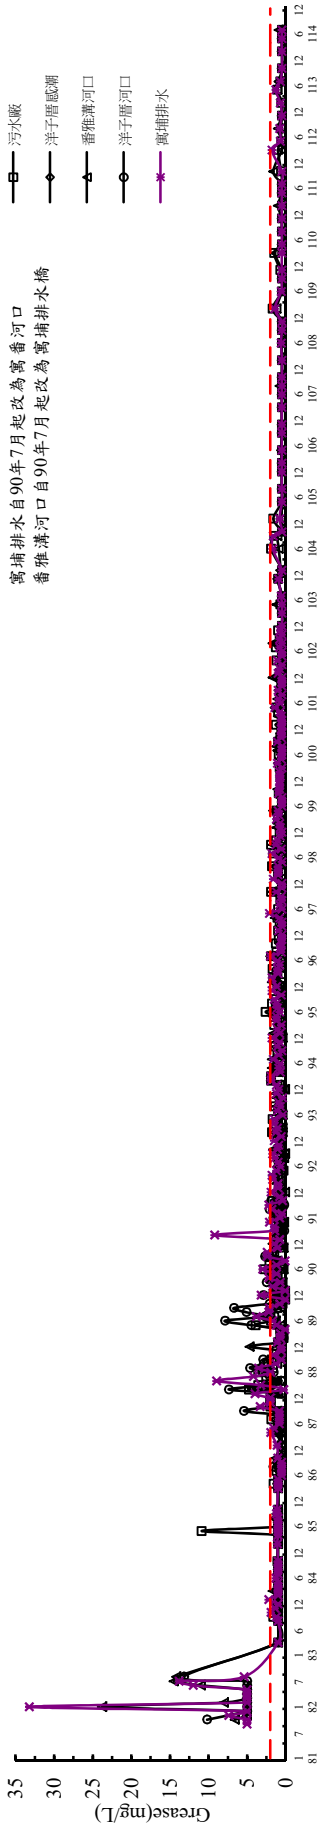 污水廠
洋子厝感潮
番雅溝河口
洋子厝河口
寓埔排水
寓埔排水自90年7月起改為寓番河口
番雅溝河口自90年7月起改為寓埔排水橋
35
30
25
20
15
10
5
0
Grease(mg/L)
1 7 1 7 1 6 12 6 12 6 12 6 12 6 12 6 12 6 12 6 12 6 12 6 12 6 12 6 12 6 12 6 12 6 12 6 12 6 12 6 12 6 12 6 12 6 12 6 12 6 12 6 12 6 12 6 12 6 12 6 12 6 12 6 12 6 12 6 12
81 82 83 84 85 86 87 88 89 90 91 92 93 94 95 96 97 98 99 100 101 102 103 104 105 106 107 108 109 110 111 112 113 114